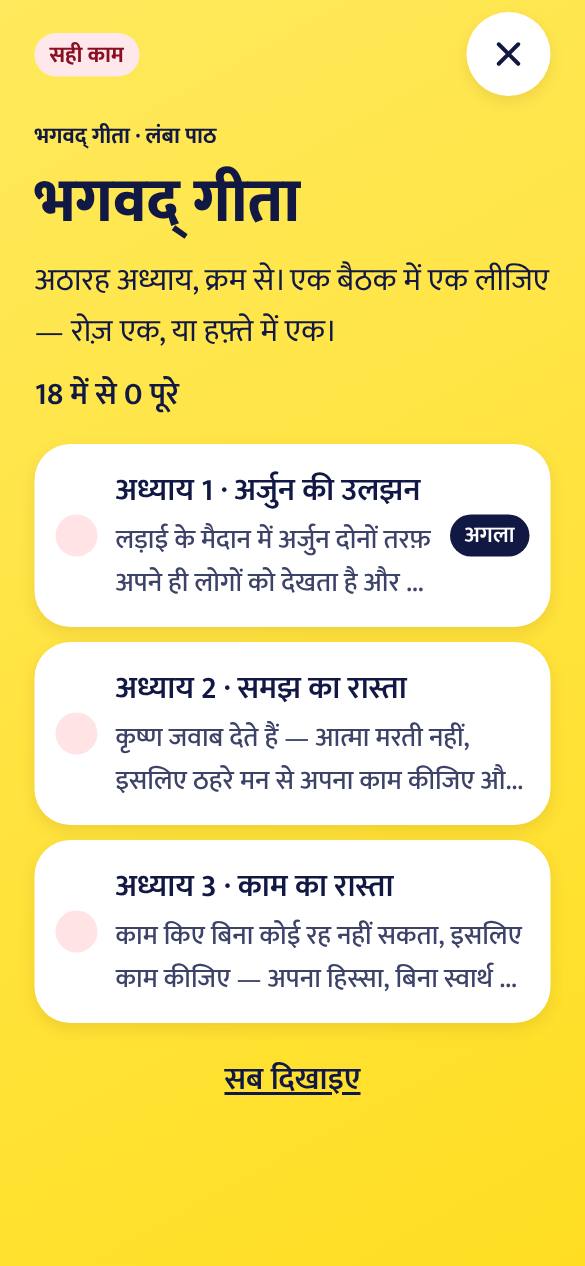 सही काम
भगवद् गीता · लंबा पाठ
भगवद् गीता
अठारह अध्याय, क्रम से। एक बैठक में एक लीजिए
— रोज़ एक, या हफ़्ते में एक।
18 में से 0 पूरे
अध्याय 1 · अर्जुन की उलझन
लड़ाई के मैदान में अर्जुन दोनों तरफ़
अपने ही लोगों को देखता है और ...
अगला
अध्याय 2 · समझ का रास्ता
कृष्ण जवाब देते हैं — आत्मा मरती नहीं,
इसलिए ठहरे मन से अपना काम कीजिए औ...
अध्याय 3 · काम का रास्ता
काम किए बिना कोई रह नहीं सकता, इसलिए
काम कीजिए — अपना हिस्सा, बिना स्वार्थ ...
सब दिखाइए